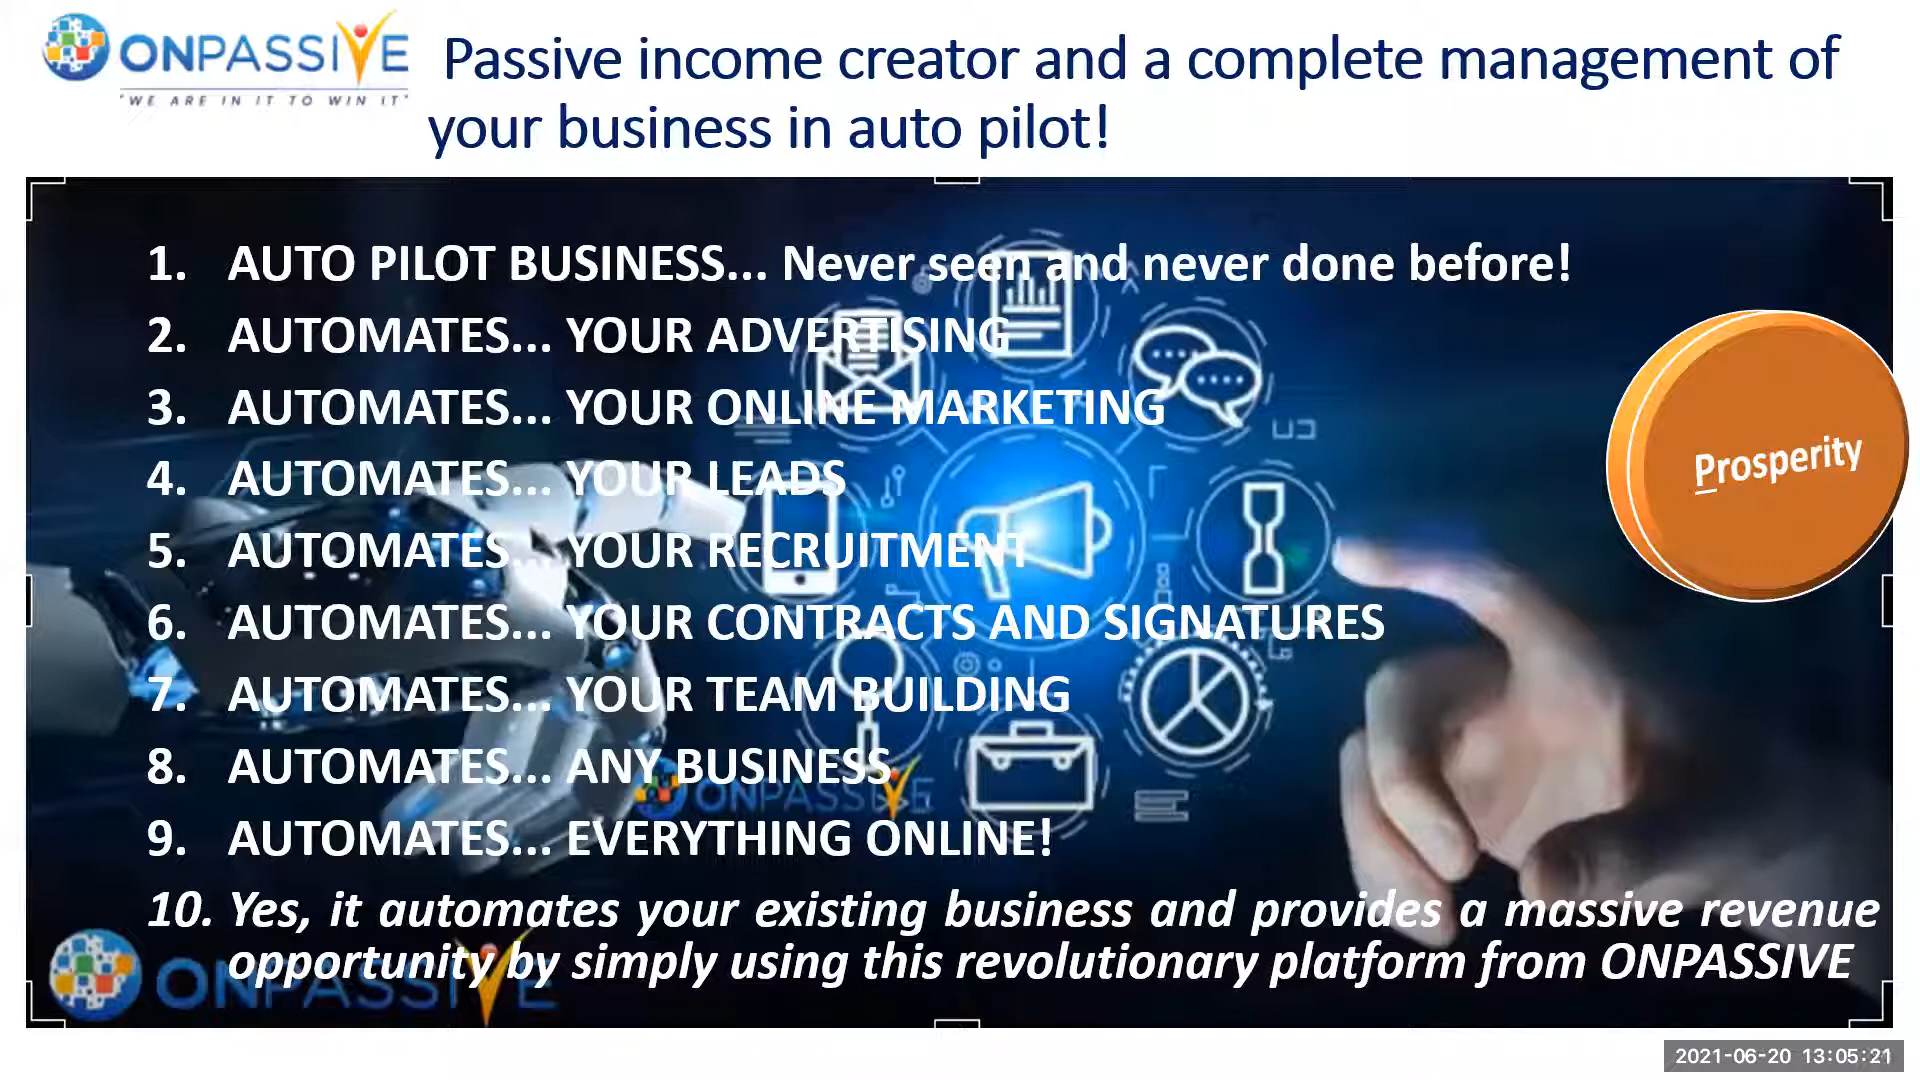 ONPASSIVE
"WE ARE IN IT TO WIN IT"
Passive income creator and a complete management of
your business in auto pilot!
1. AUTO PILOT BUSINESS... Never seen and never done before!
2. AUTOMATES... YOUR ADVERTISING
3. AUTOMATES... YOUR ONLINE MARKETING
4. AUTOMATES... YOUR LEADS
5. AUTOMATES... YOUR RECRUITMENT
6. AUTOMATES... YOUR CONTRACTS AND SIGNATURES
7. AUTOMATES... YOUR TEAM BUILDING
8. AUTOMATES... ANY BUSINESS
ONPASSIVE
9. AUTOMATES... EVERYTHING ONLINE!
10. Yes, it automates your existing business and provides a massive revenue
opportunity by simply using this revolutionary platform from ONPASSIVE
ONPASSIVE
Prosperity
2021-06-20 13:05:21